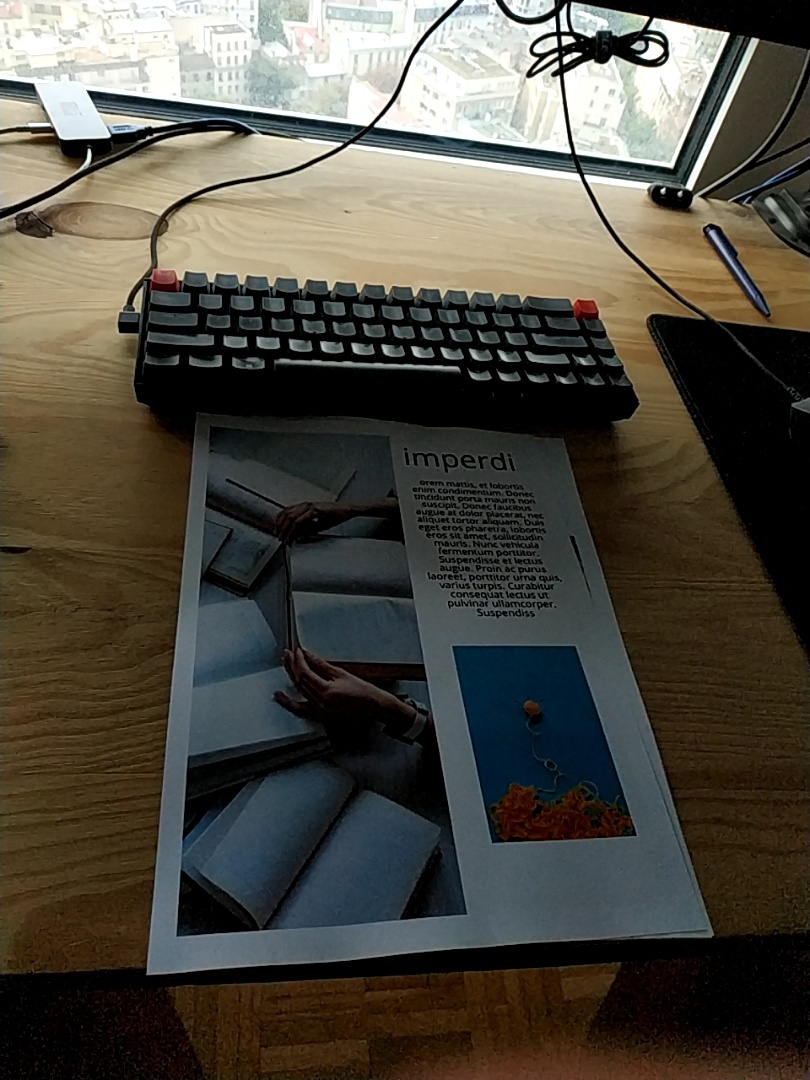 imperdi
orem mattis, et lobortis
enim condimentum. Donec
tincidunt porta mauris non
suscipit. Donec faucibus
augue at dolor placerat, nec
aliquet tortor aliquam. Duis
eget eros pharetra, lobortis
eros sit amet, sollicitudin
mauris. Nunc vehicula
fermentum porttitor.
Suspendisse et lectus
augue. Proin ac purus
laoreet, porttitor urna quis,
varius turpis. Curabitur
consequat lectus ut
pulvinar ullamcorper.
Suspendiss